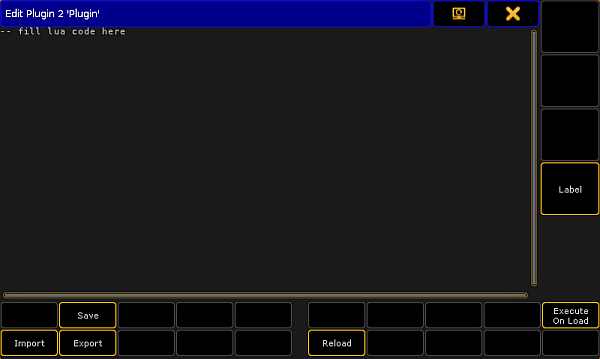 Edit Plugin 2 'Plugin'
-- fill lua code here
Label
Save
Execute
On Load
Import
Export
Reload